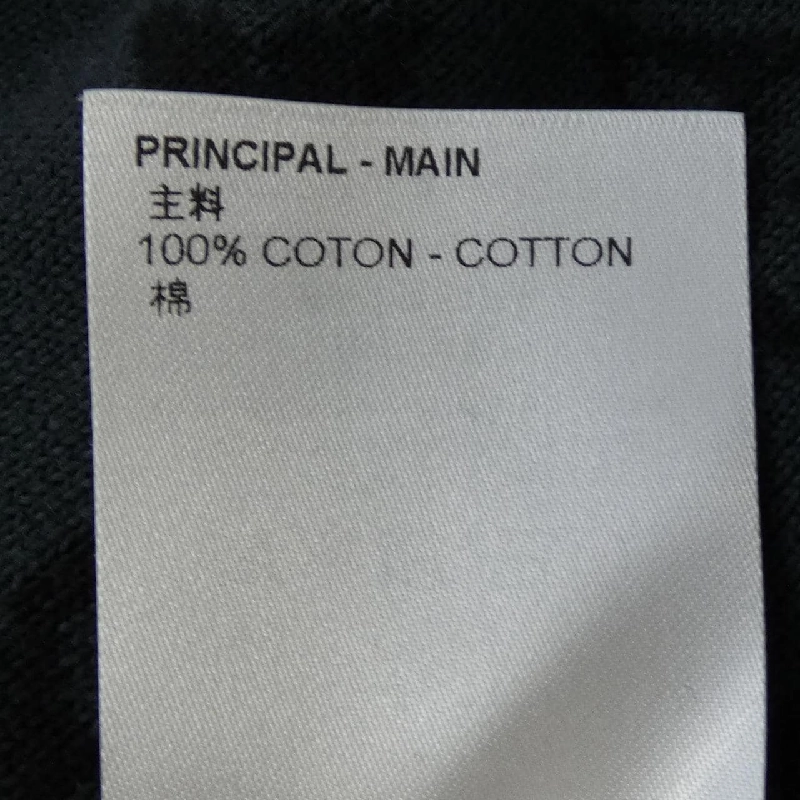 PRINCIPAL - MAIN
主料
100% COTON - COTTON
棉